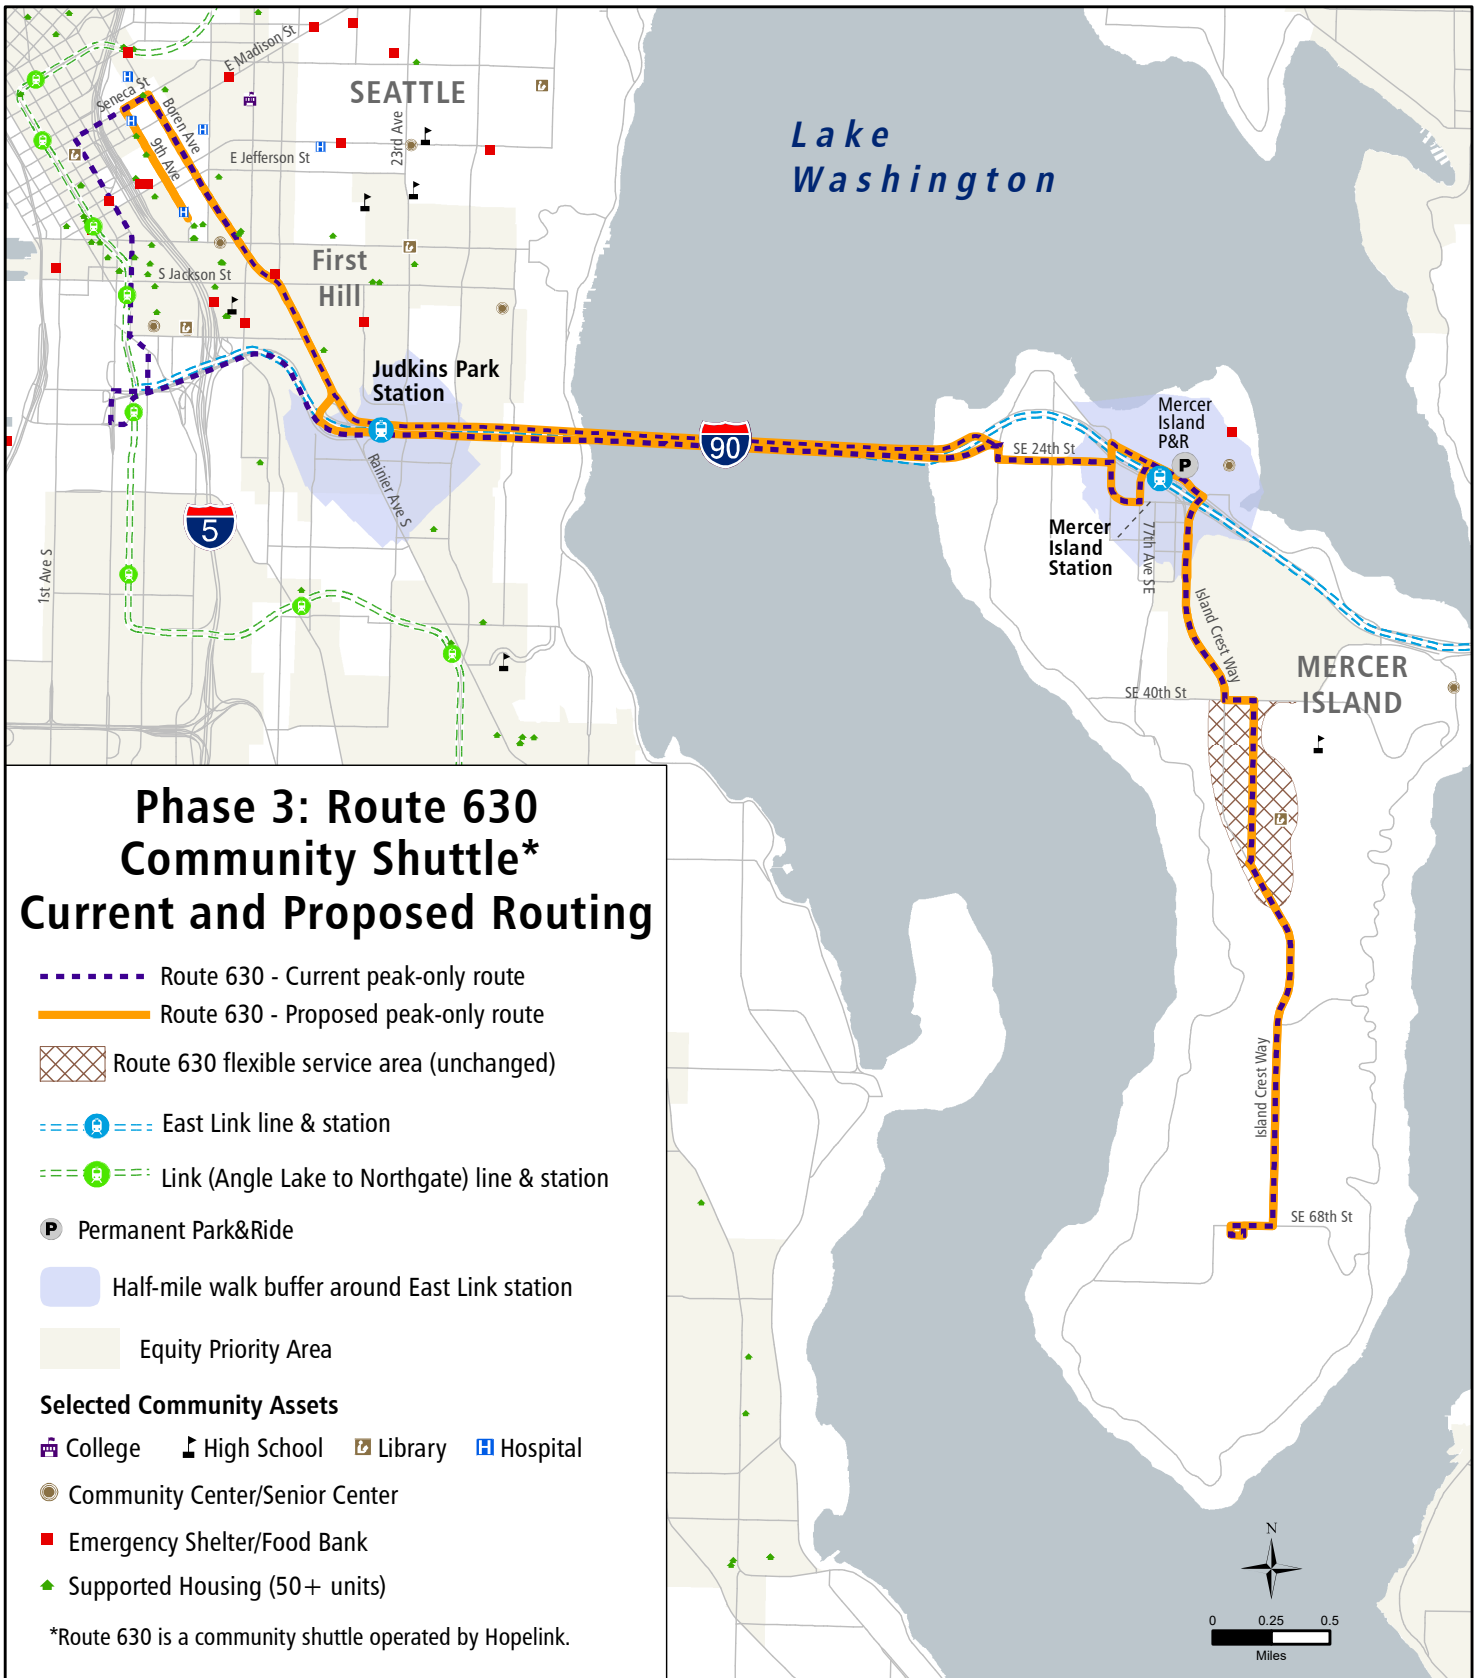 Seneca St
E Madison St
SEATTLE
Boren Ave
9th Ave
E Jefferson St
23rd Ave
Lake
Washington
First
Hill
S Jackson St
Judkins Park
Station
90
SE 24th St
Mercer
Island
P&R
P
Rainier Ave S
5
1st Ave S
Mercer
Island
Station
77th Ave SE
Island Crest Way
SE 40th St
MERCER
ISLAND
Island Crest Way
SE 68th St
Phase 3: Route 630
Community Shuttle*
Current and Proposed Routing
Route 630 - Current peak-only route
Route 630 - Proposed peak-only route
Route 630 flexible service area (unchanged)
East Link line & station
Link (Angle Lake to Northgate) line & station
P Permanent Park&Ride
Half-mile walk buffer around East Link station
Equity Priority Area
Selected Community Assets
College High School Library H Hospital
Community Center/Senior Center
Emergency Shelter/Food Bank
Supported Housing (50+ units)
*Route 630 is a community shuttle operated by Hopelink.
N
0 0.25 0.5
Miles